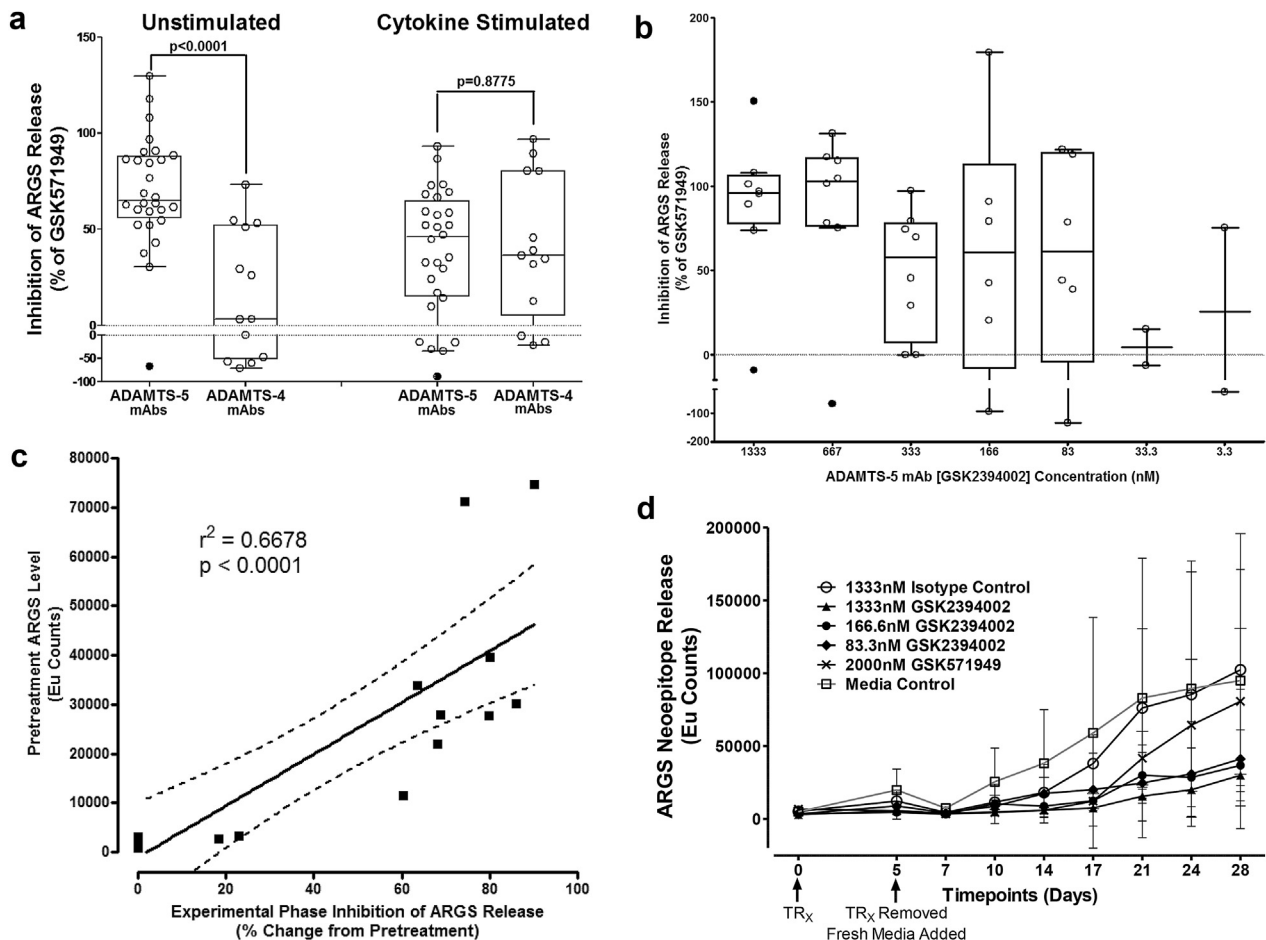 a
Unstimulated
Cytokine Stimulated
p<0.0001
p=0.8775
Inhibition of ARGS Release
(% of GSK571949)
150
100
50
0
0
-50
-100
ADAMTS-5
mAbs
ADAMTS-4
mAbs
ADAMTS-5
mAbs
ADAMTS-4
mAbs
b
Inhibition of ARGS Release
(% of GSK571949)
200
150
100
50
0
-100
-200
1333
667
333
166
83
33.3
3.3
ADAMTS-5 mAb [GSK2394002] Concentration (nM)
c
r2 = 0.6678
p < 0.0001
Pretreatment ARGS Level
(Eu Counts)
80000
70000
60000
50000
40000
30000
20000
10000
0
0
20
40
60
80
100
Experimental Phase Inhibition of ARGS Release
(% Change from Pretreatment)
d
ARGS Neoepitope Release
(Eu Counts)
200000
150000
100000
50000
0
1333nM Isotype Control
1333nM GSK2394002
166.6nM GSK2394002
83.3nM GSK2394002
2000nM GSK571949
Media Control
0
5
7
10
14
17
21
24
28
Timepoints (Days)
TRX
TRX Removed
Fresh Media Added